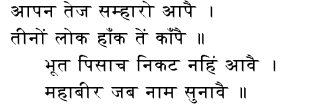 आपन तेज सम्हारो आपै ।
तीनों लोक हाँक तें काँपै ॥
भूत पिसाच निकट नहिं आवै ।
महाबीर जब नाम सुनावै ॥